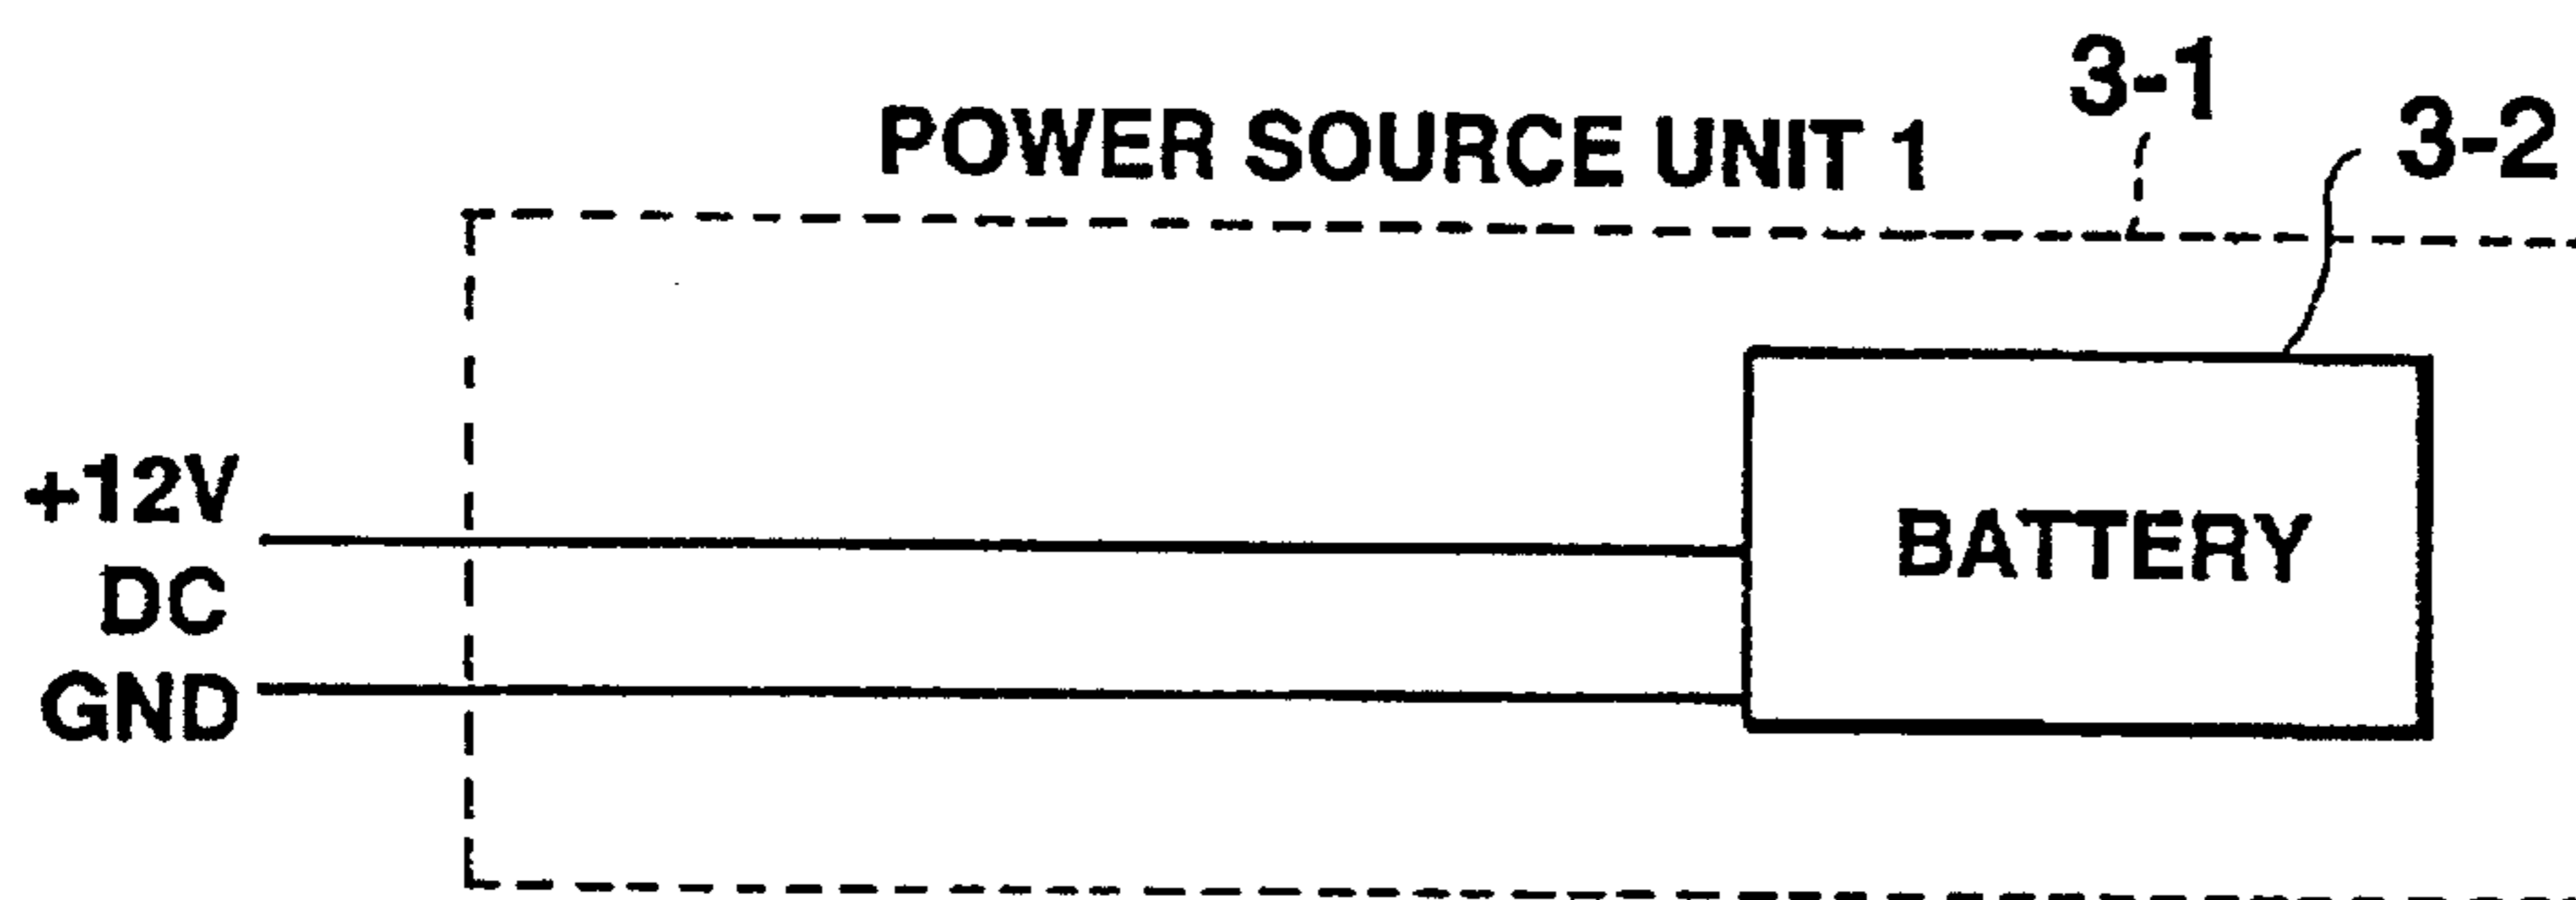 POWER SOURCE UNIT 1
3-1
3-2
+12V
DC
GND
BATTERY